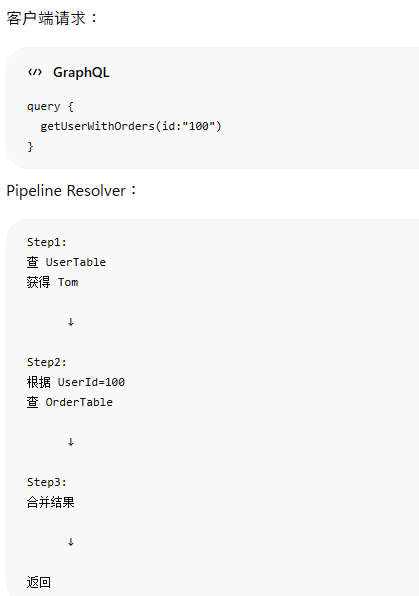 客户端请求：
</> GraphQL
query {
  getUserWithOrders(id:"100")
}
Pipeline Resolver：
Step1:
查 UserTable
获得 Tom
↓
Step2:
根据 UserId=100
查 OrderTable
↓
Step3:
合并结果
↓
返回